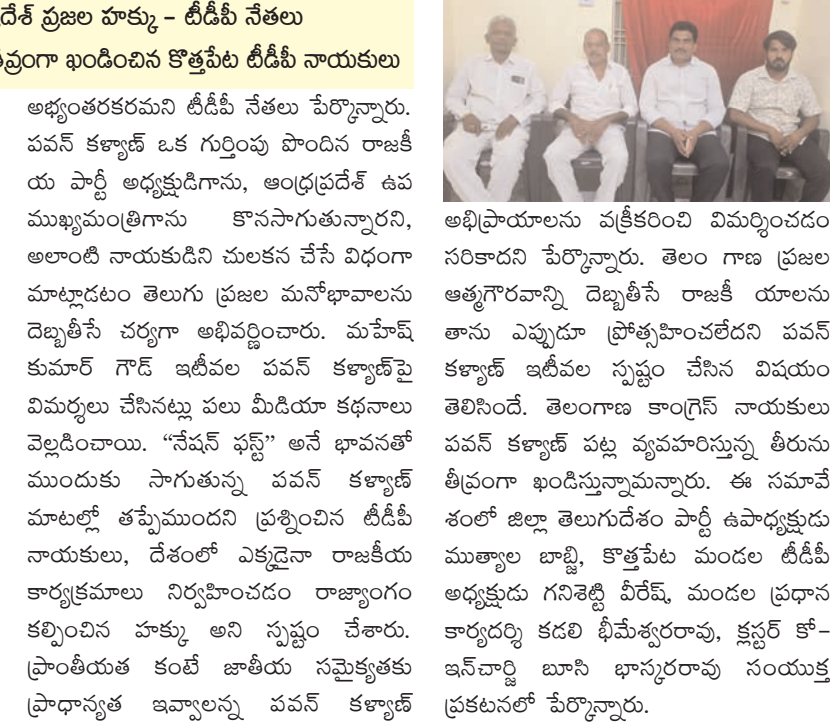 దేశ్ ప్రజల హక్కు – టీడీపీ నేతలు
తీవ్రంగా ఖండించిన కొత్తపేట టీడీపీ నాయకులు
అభ్యంతరకరమని టీడీపీ నేతలు పేర్కొన్నారు.
పవన్ కళ్యాణ్ ఒక గుర్తింపు పొందిన రాజకీ
య పార్టీ అధ్యక్షుడిగాను, ఆంధ్రప్రదేశ్ ఉప
ముఖ్యమంత్రిగాను కొనసాగుతున్నారని,
అలాంటి నాయకుడిని చులకన చేసే విధంగా
మాట్లాడటం తెలుగు ప్రజల మనోభావాలను
దెబ్బతీసే చర్యగా అభివర్ణించారు. మహేష్
కుమార్ గౌడ్ ఇటీవల పవన్ కళ్యాణ్‌పై
విమర్శలు చేసినట్లు పలు మీడియా కథనాలు
వెల్లడించాయి. “నేషన్ ఫస్ట్” అనే భావనతో
ముందుకు సాగుతున్న పవన్ కళ్యాణ్
మాటల్లో తప్పేముందని ప్రశ్నించిన టీడీపీ
నాయకులు, దేశంలో ఎక్కడైనా రాజకీయ
కార్యక్రమాలు నిర్వహించడం రాజ్యాంగం
కల్పించిన హక్కు అని స్పష్టం చేశారు.
ప్రాంతీయత కంటే జాతీయ సమైక్యతకు
ప్రాధాన్యత ఇవ్వాలన్న పవన్ కళ్యాణ్
అభిప్రాయాలను వక్రీకరించి విమర్శించడం
సరికాదని పేర్కొన్నారు. తెలం గాణ ప్రజల
ఆత్మగౌరవాన్ని దెబ్బతీసే రాజకీ యాలను
తాను ఎప్పుడూ ప్రోత్సహించలేదని పవన్
కళ్యాణ్ ఇటీవల స్పష్టం చేసిన విషయం
తెలిసిందే. తెలంగాణ కాంగ్రెస్ నాయకులు
పవన్ కళ్యాణ్ పట్ల వ్యవహరిస్తున్న తీరును
తీవ్రంగా ఖండిస్తున్నామన్నారు. ఈ సమావే
శంలో జిల్లా తెలుగుదేశం పార్టీ ఉపాధ్యక్షుడు
ముత్యాల బాబ్జి, కొత్తపేట మండల టీడీపీ
అధ్యక్షుడు గనిశెట్టి వీరేష్, మండల ప్రధాన
కార్యదర్శి కడలి భీమేశ్వరరావు, క్లస్టర్ కో–
ఇన్‌చార్జి బూసి భాస్కరరావు సంయుక్త
ప్రకటనలో పేర్కొన్నారు.